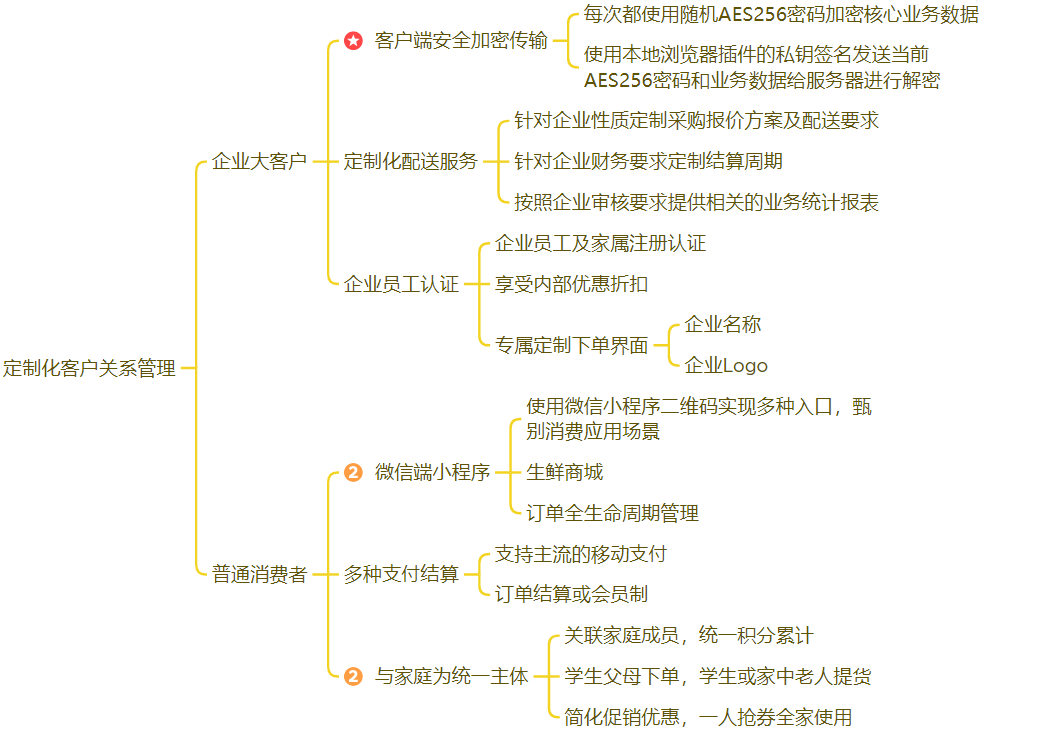 定制化客户关系管理
企业大客户
客户端安全加密传输
每次都使用随机AES256密码加密核心业务数据
使用本地浏览器插件的私钥签名发送当前
AES256密码和业务数据给服务器进行解密
定制化配送服务
针对企业性质定制采购报价方案及配送要求
针对企业财务要求定制结算周期
按照企业审核要求提供相关的业务统计报表
企业员工认证
企业员工及家属注册认证
享受内部优惠折扣
专属定制下单界面
企业名称
企业Logo
普通消费者
2 微信端小程序
使用微信小程序二维码实现多种入口，甄
别消费应用场景
生鲜商城
订单全生命周期管理
多种支付结算
支持主流的移动支付
订单结算或会员制
2 与家庭为统一主体
关联家庭成员，统一积分累计
学生父母下单，学生或家中老人提货
简化促销优惠，一人抢券全家使用